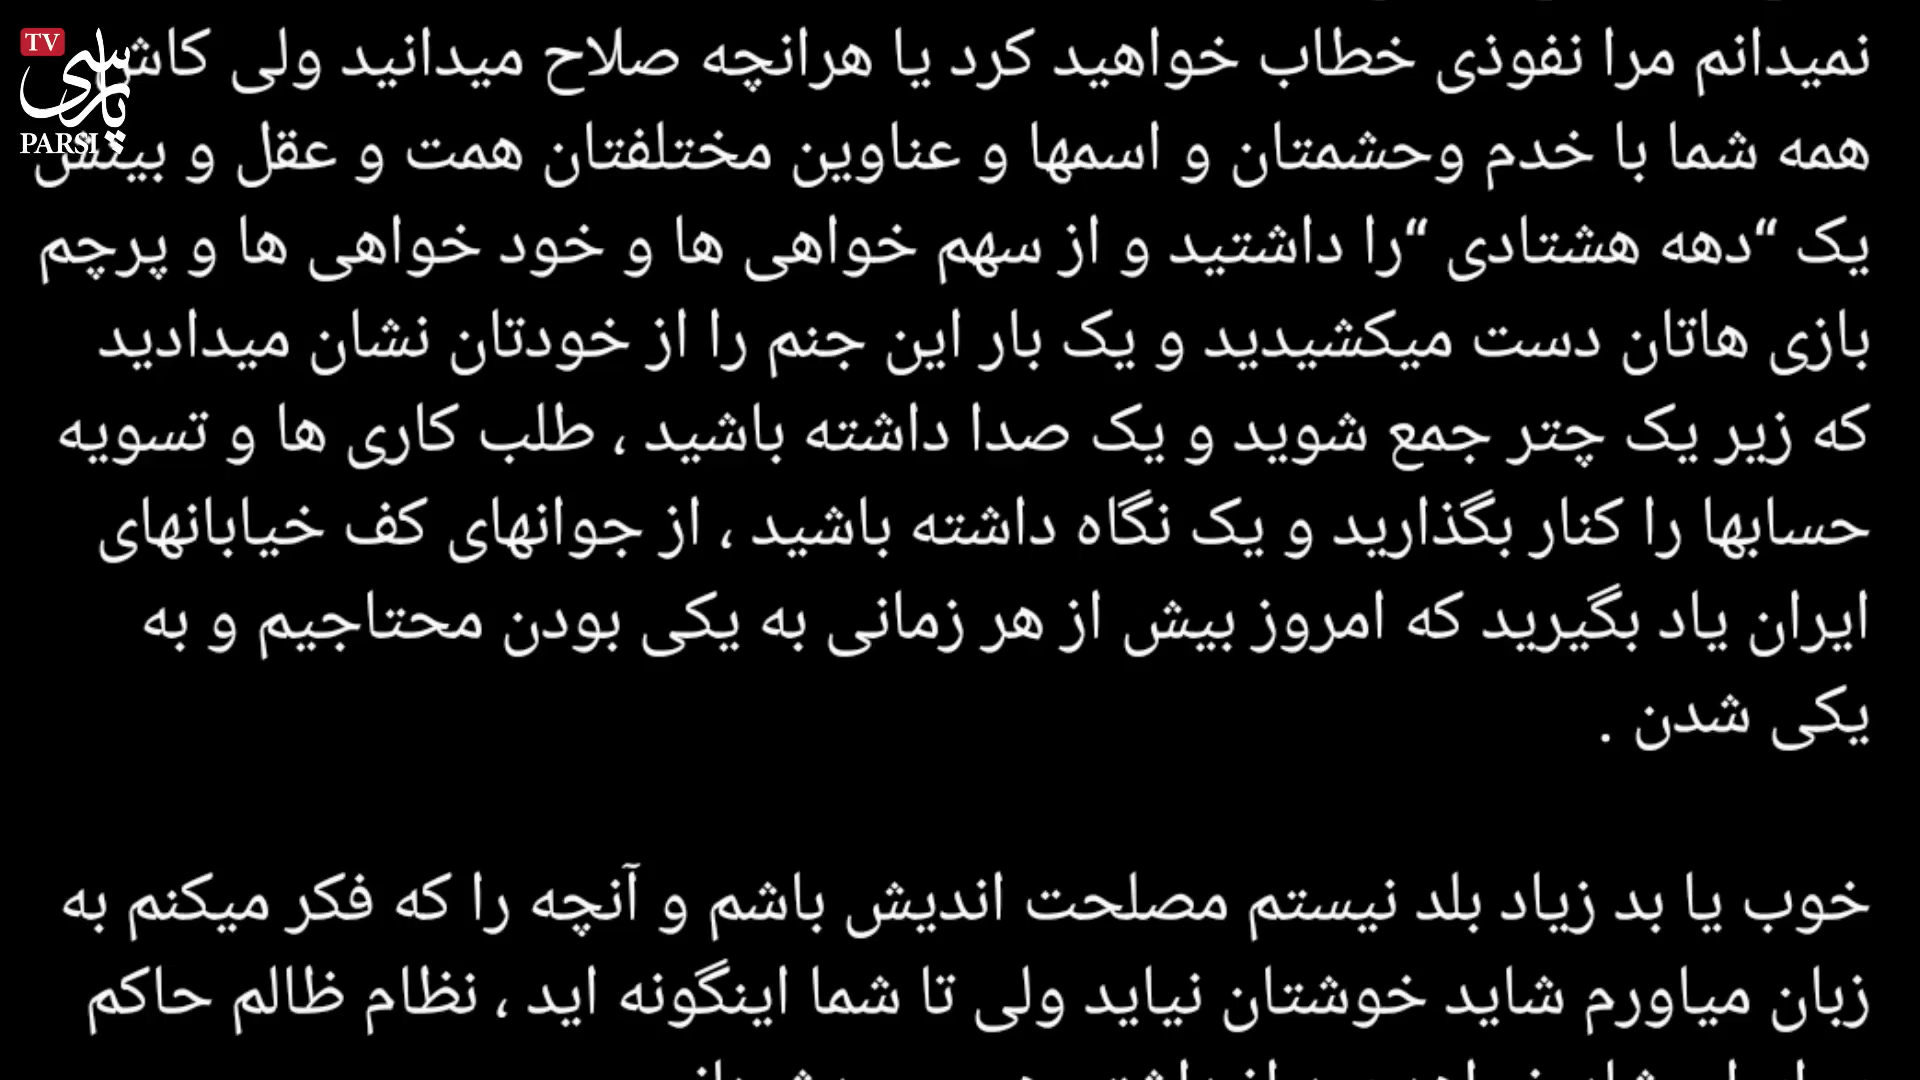 TV
پارسی
PARSI
نمیدانم مرا نفوذی خطاب خواهید کرد یا هرانچه صلاح میدانید ولی کاش
همه شما با خدم وحشمتان و اسمها و عناوین مختلفتان همت و عقل و بینش
یک “دهه هشتادی “را داشتید و از سهم خواهی ها و خود خواهی ها و پرچم
بازی هاتان دست میکشیدید و یک بار این جنم را از خودتان نشان میدادید
که زیر یک چتر جمع شوید و یک صدا داشته باشید ، طلب کاری ها و تسویه
حسابها را کنار بگذارید و یک نگاه داشته باشید ، از جوانهای کف خیابانهای
ایران یاد بگیرید که امروز بیش از هر زمانی به یکی بودن محتاجیم و به
یکی شدن .
خوب یا بد زیاد بلد نیستم مصلحت اندیش باشم و آنچه را که فکر میکنم به
زبان میاورم شاید خوشتان نیاید ولی تا شما اینگونه اید ، نظام ظالم حاکم